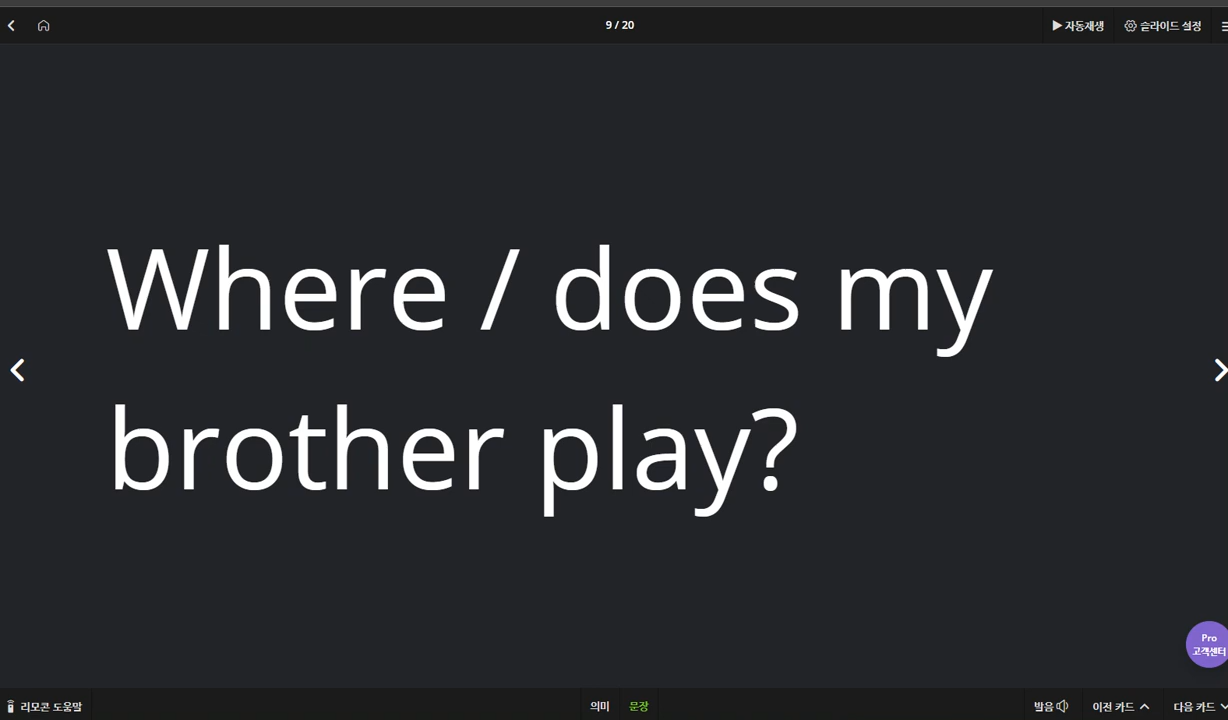 9 / 20
▶ 자동재생
슬라이드 설정
Where / does my
brother play?
Pro
고객센터
리모콘 도움말
의미
문장
발음
이전 카드
다음 카드